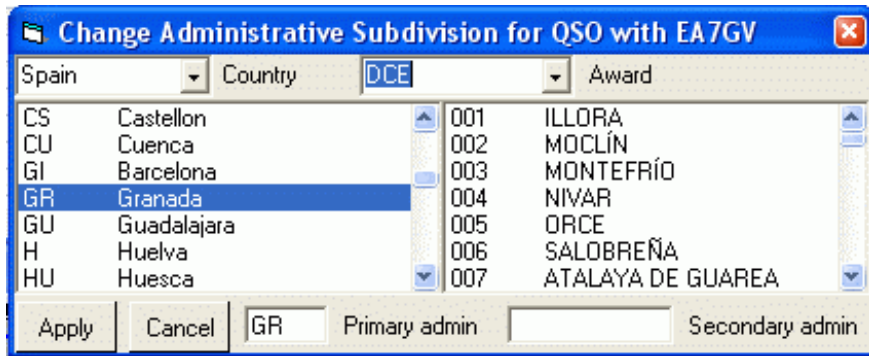 Change Administrative Subdivision for QSO with EA7GV
Spain Country DCE Award
CS Castellon
CU Cuenca
GI Barcelona
GR Granada
GU Guadalajara
H Huelva
HU Huesca
001 ILLORA
002 MOCLÍN
003 MONTEFRÍO
004 NIVAR
005 ORCE
006 SALOBREÑA
007 ATALAYA DE GUAREA
Apply Cancel GR Primary admin Secondary admin